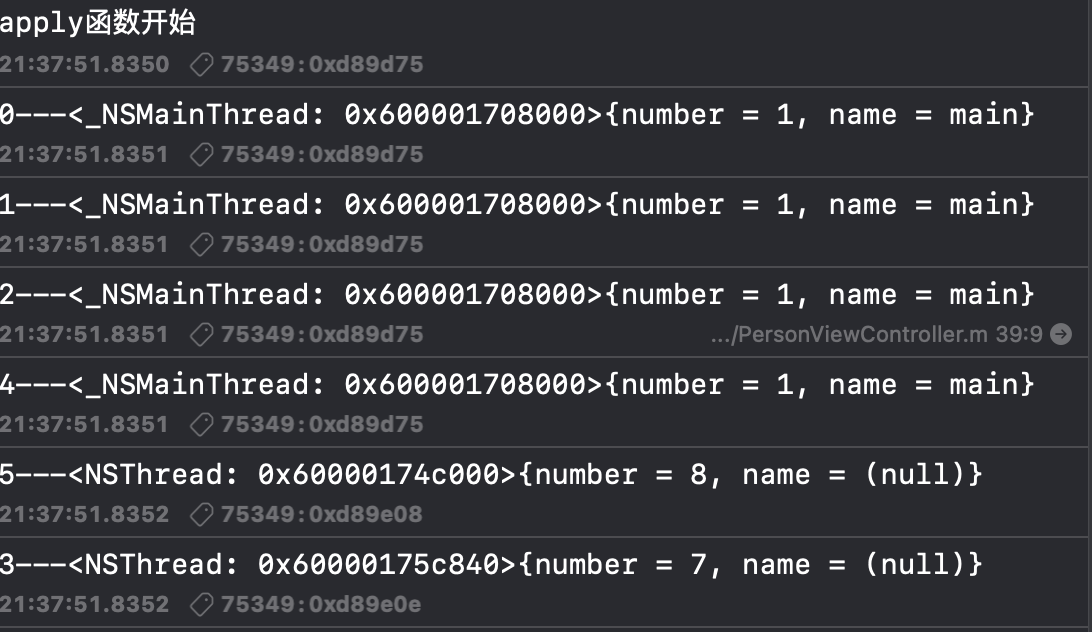 apply函数开始
21:37:51.8350 75349:0xd89d75
0---<_NSMainThread: 0x600001708000>{number = 1, name = main}
21:37:51.8351 75349:0xd89d75
1---<_NSMainThread: 0x600001708000>{number = 1, name = main}
21:37:51.8351 75349:0xd89d75
2---<_NSMainThread: 0x600001708000>{number = 1, name = main}
21:37:51.8351 75349:0xd89d75 .../PersonViewController.m 39:9
4---<_NSMainThread: 0x600001708000>{number = 1, name = main}
21:37:51.8351 75349:0xd89d75
5---<NSThread: 0x60000174c000>{number = 8, name = (null)}
21:37:51.8352 75349:0xd89e08
3---<NSThread: 0x60000175c840>{number = 7, name = (null)}
21:37:51.8352 75349:0xd89e0e